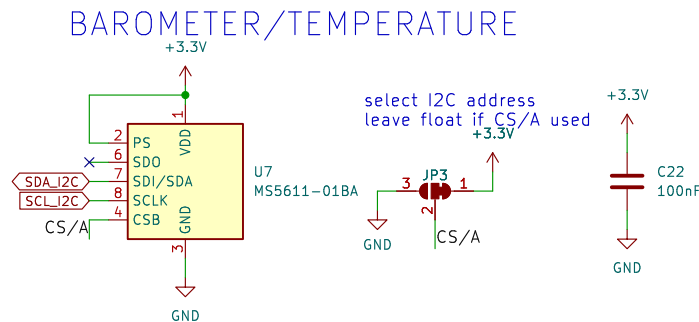 BAROMETER/TEMPERATURE
+3.3V
1
VDD
2 PS
6 SDO
SDA_I2C 7 SDI/SDA
SCL_I2C 8 SCLK
CS/A 4 CSB
GND
3
GND
U7
MS5611-01BA
select I2C address
leave float if CS/A used
+3.3V
JP3
3 1
2
GND
CS/A
+3.3V
C22
100nF
GND